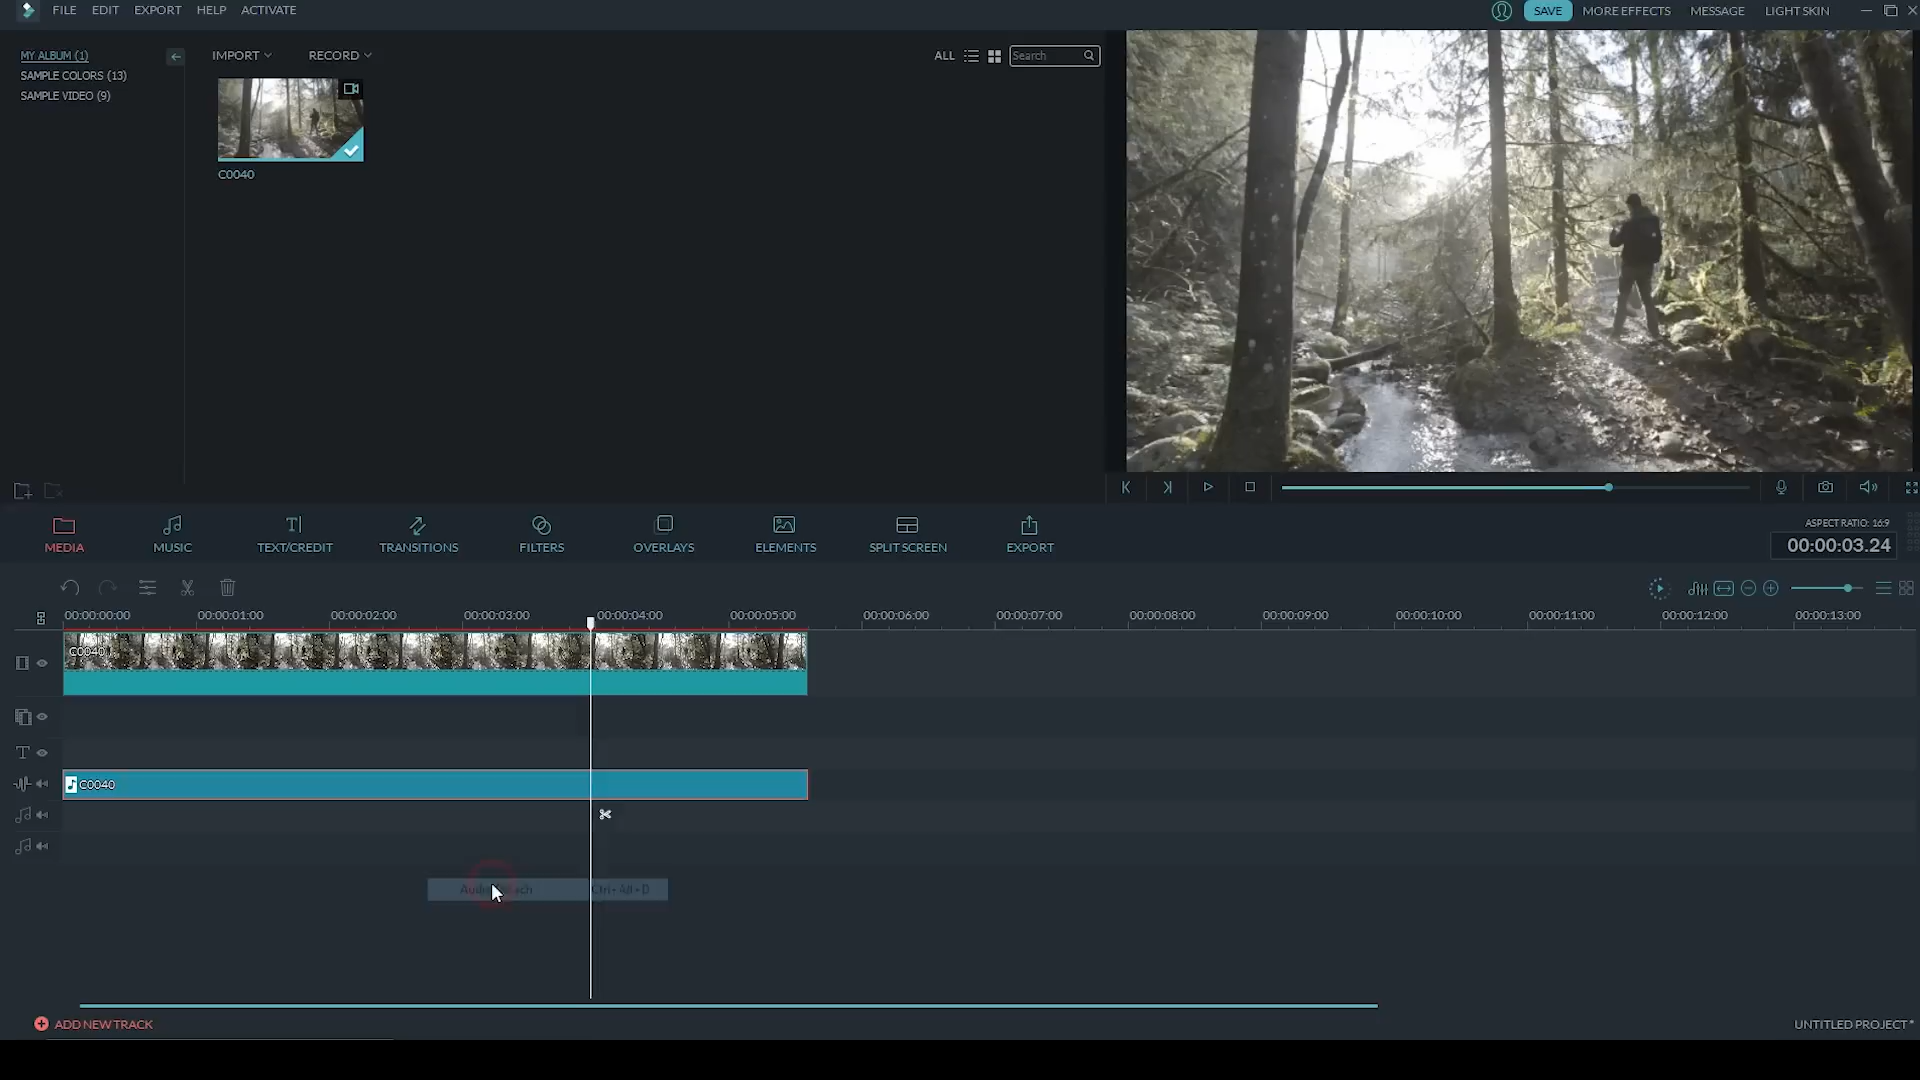 FILE EDIT EXPORT HELP ACTIVATE
SAVE MORE EFFECTS MESSAGE LIGHT SKIN
MY ALBUM (1)
SAMPLE COLORS (13)
SAMPLE VIDEO (9)
IMPORT RECORD
ALL Search
C0040
MEDIA MUSIC TEXT/CREDIT TRANSITIONS FILTERS OVERLAYS ELEMENTS SPLIT SCREEN EXPORT
ASPECT RATIO: 16:9
00:00:03.24
00:00:00:00 00:00:01:00 00:00:02:00 00:00:03:00 00:00:04:00 00:00:05:00 00:00:06:00 00:00:07:00 00:00:08:00 00:00:09:00 00:00:10:00 00:00:11:00 00:00:12:00 00:00:13:00
C0040
C0040
Ctrl+Alt+D
ADD NEW TRACK
UNTITLED PROJECT*